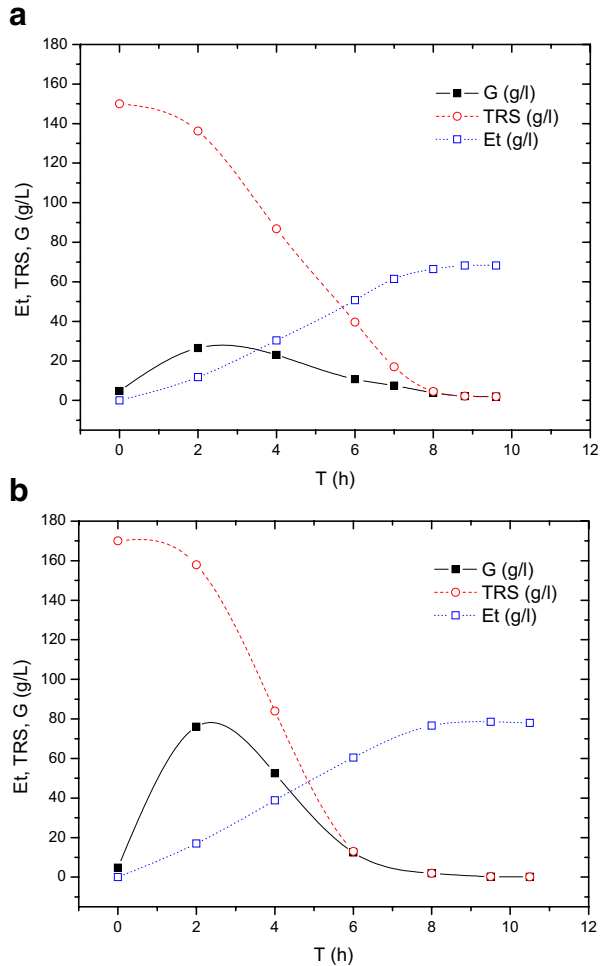 a
180
160
140
120
100
80
60
40
20
0
Et, TRS, G (g/L)
G (g/l)
TRS (g/l)
Et (g/l)
0 2 4 6 8 10 12
T (h)
b
180
160
140
120
100
80
60
40
20
0
Et, TRS, G (g/L)
G (g/l)
TRS (g/l)
Et (g/l)
0 2 4 6 8 10 12
T (h)